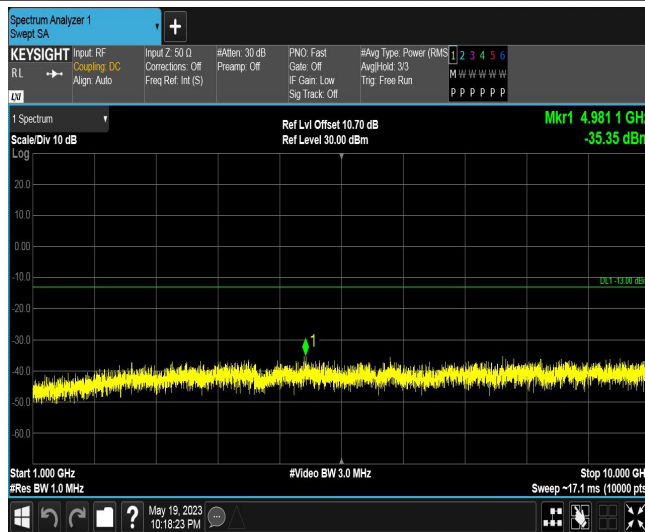 Spectrum Analyzer 1
Swept SA
+
KEYSIGHT
RL
LXI
Input: RF
Coupling: DC
Align: Auto
Input Z: 50 Ω
Corrections: Off
Freq Ref: Int (S)
#Atten: 30 dB
Preamp: Off
PNO: Fast
Gate: Off
IF Gain: Low
Sig Track: Off
#Avg Type: Power (RMS
Avg|Hold: 3/3
Trig: Free Run
1 2 3 4 5 6
M W W W W W
P P P P P P
1 Spectrum
Scale/Div 10 dB
Log
Ref Lvl Offset 10.70 dB
Ref Level 30.00 dBm
Mkr1 4.981 1 GHz
-35.35 dBm
20.0
10.0
0.00
-10.0
DL1 -13.00 dBm
-20.0
-30.0
1
-40.0
-50.0
-60.0
Start 1.000 GHz
#Res BW 1.0 MHz
#Video BW 3.0 MHz
Stop 10.000 GHz
Sweep ~17.1 ms (10000 pts
?
May 19, 2023
10:18:23 PM